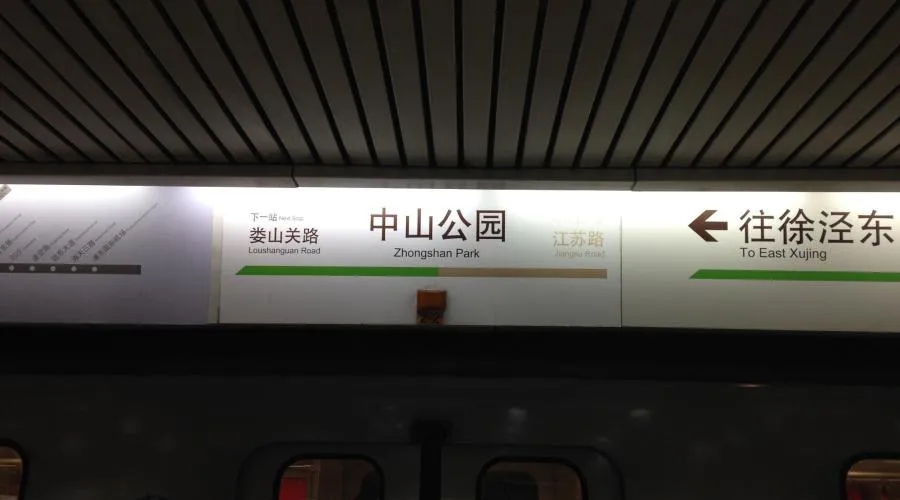 下一站 Next Stop
娄山关路
Loushanguan Road
中山公园
Zhongshan Park
江苏路
Jiangsu Road
往徐泾东
To East Xujing